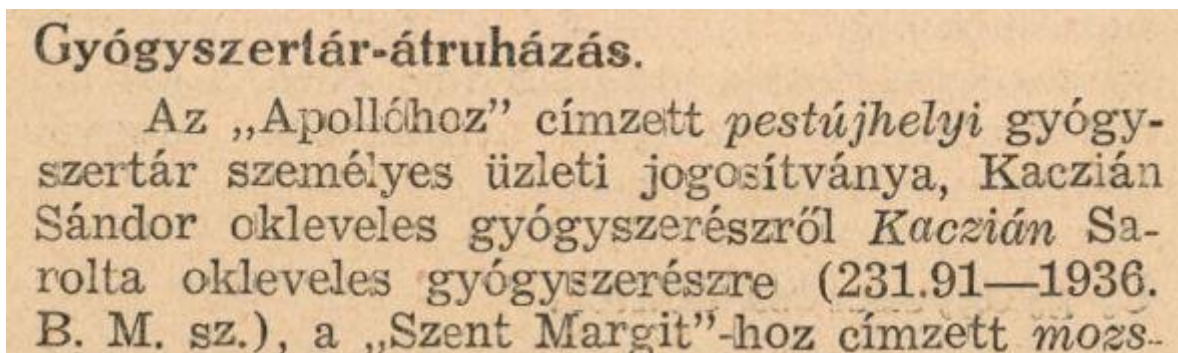 Gyógyszertár-átruházás.
Az „Apollóhoz” címzett pestújhelyi gyógy-
szertár személyes üzleti jogosítványa, Kaczián
Sándor okleveles gyógyszerészről Kaczián Sa-
rolta okleveles gyógyszerészre (231.91—1936.
B. M. sz.), a „Szent Margit”-hoz címzett mozs-